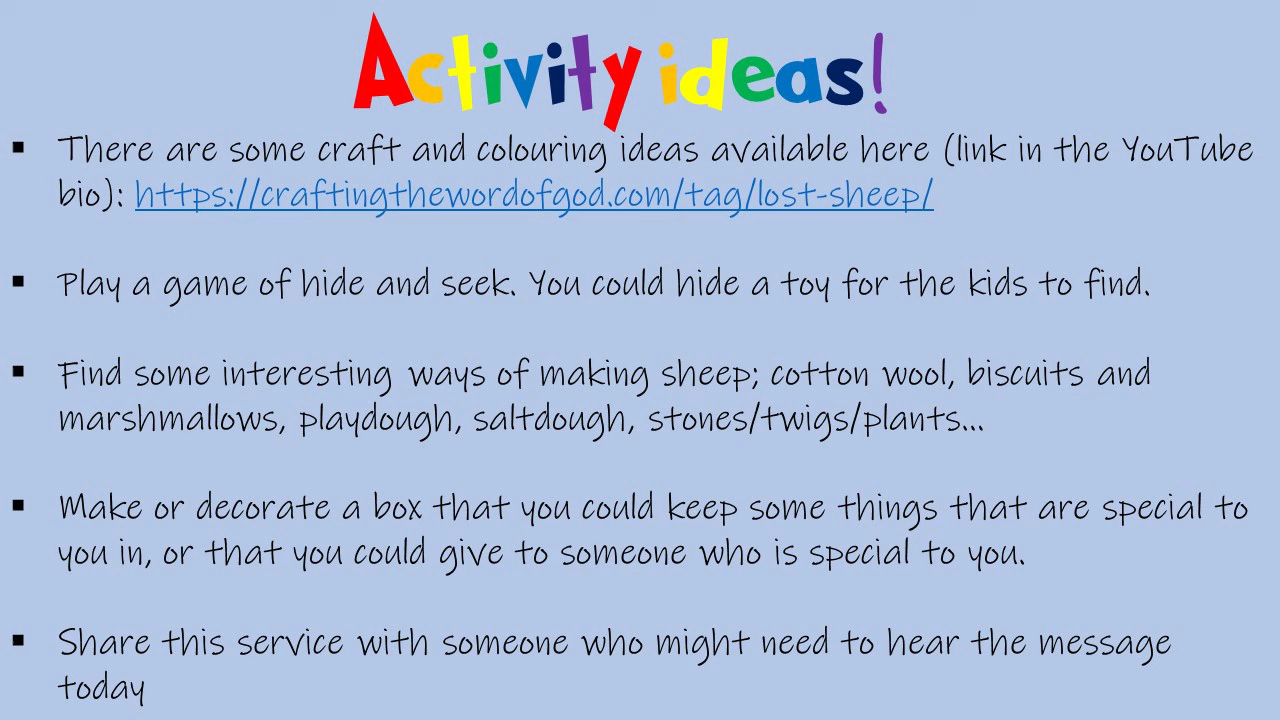 Activity ideas!
▪ There are some craft and colouring ideas available here (link in the YouTube
bio): https://craftingthewordofgod.com/tag/lost-sheep/
▪ Play a game of hide and seek. You could hide a toy for the kids to find.
▪ Find some interesting ways of making sheep; cotton wool, biscuits and
marshmallows, playdough, saltdough, stones/twigs/plants...
▪ Make or decorate a box that you could keep some things that are special to
you in, or that you could give to someone who is special to you.
▪ Share this service with someone who might need to hear the message
today